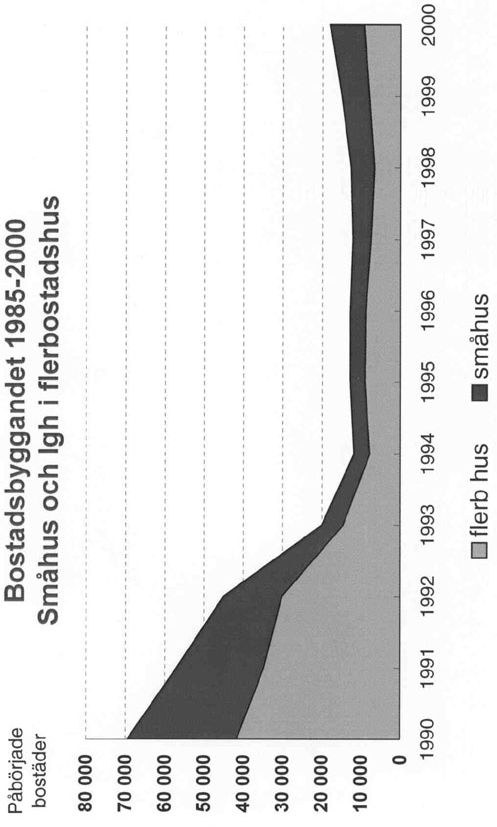 Bostadsbyggandet 1985-2000
Småhus och lgh i flerbostadshus
Påbörjade
bostäder
80 000
70 000
60 000
50 000
40 000
30 000
20 000
10 000
0
1990 1991 1992 1993 1994 1995 1996 1997 1998 1999 2000
flerb hus småhus